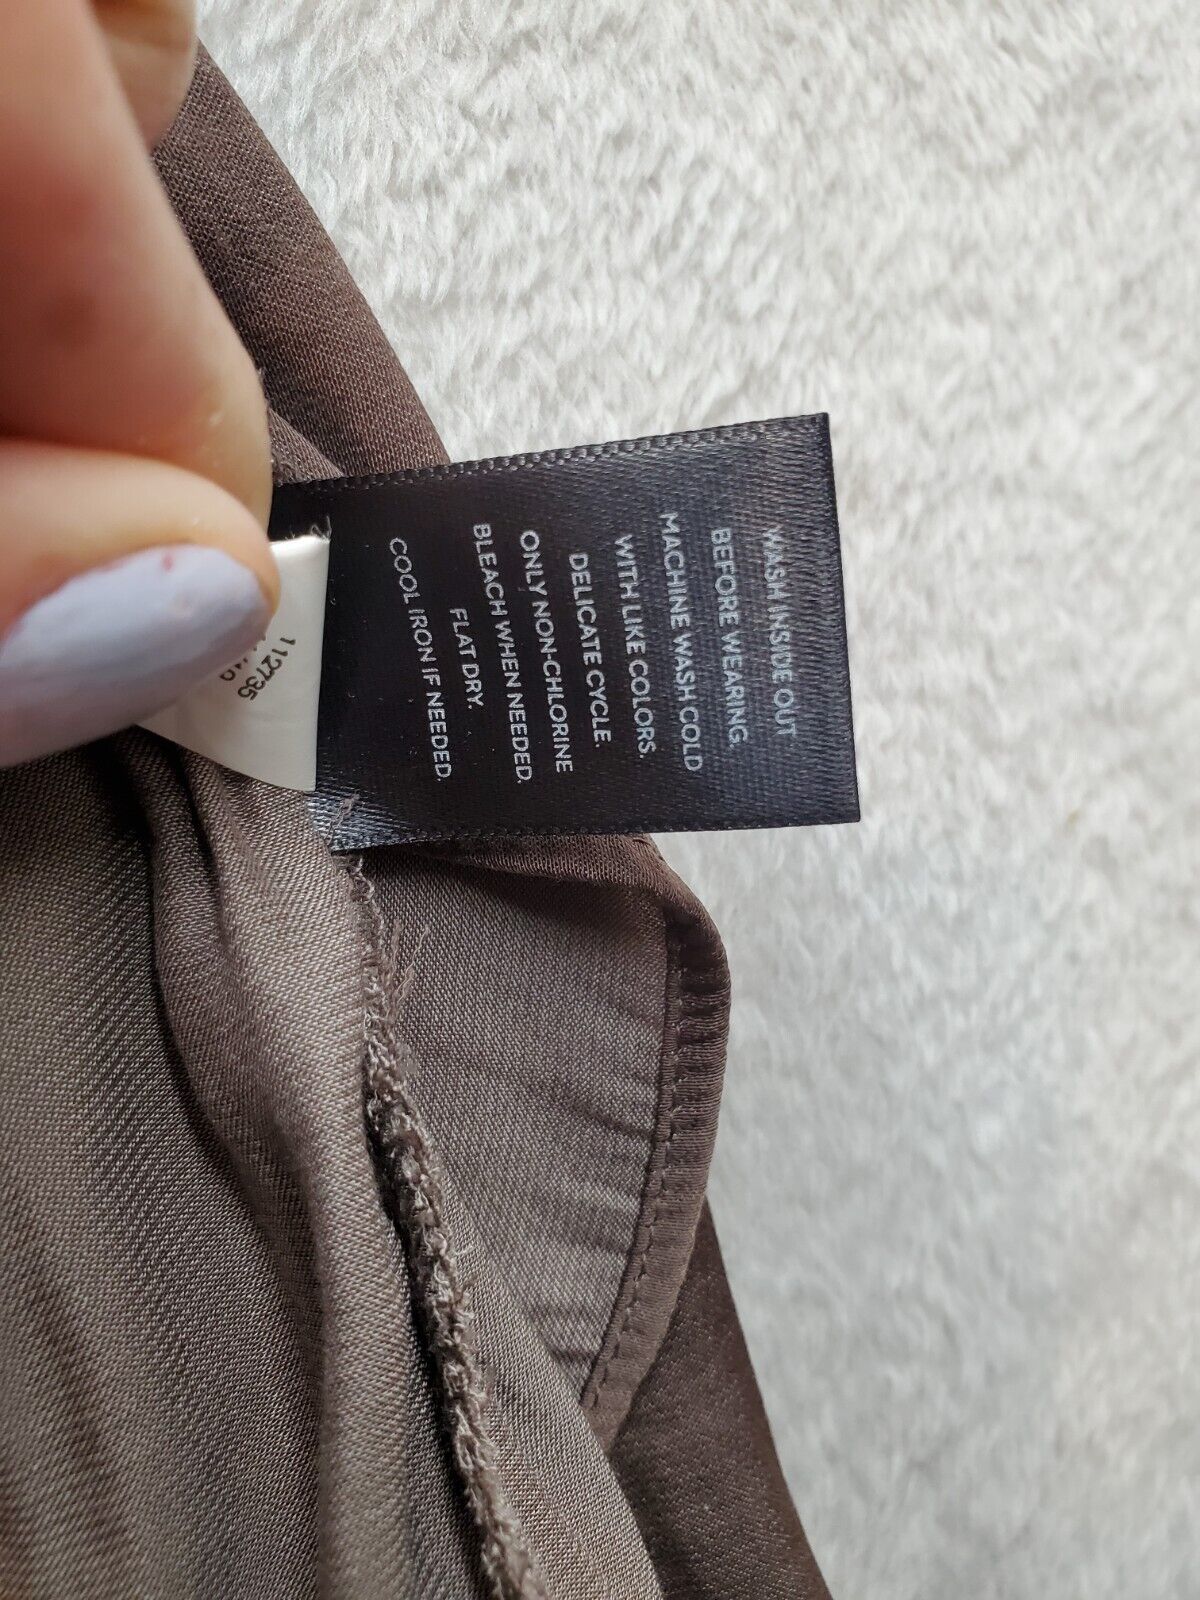 WASH INSIDE OUT
BEFORE WEARING.
MACHINE WASH COLD
WITH LIKE COLORS.
DELICATE CYCLE.
ONLY NON-CHLORINE
BLEACH WHEN NEEDED.
FLAT DRY.
COOL IRON IF NEEDED.
112735